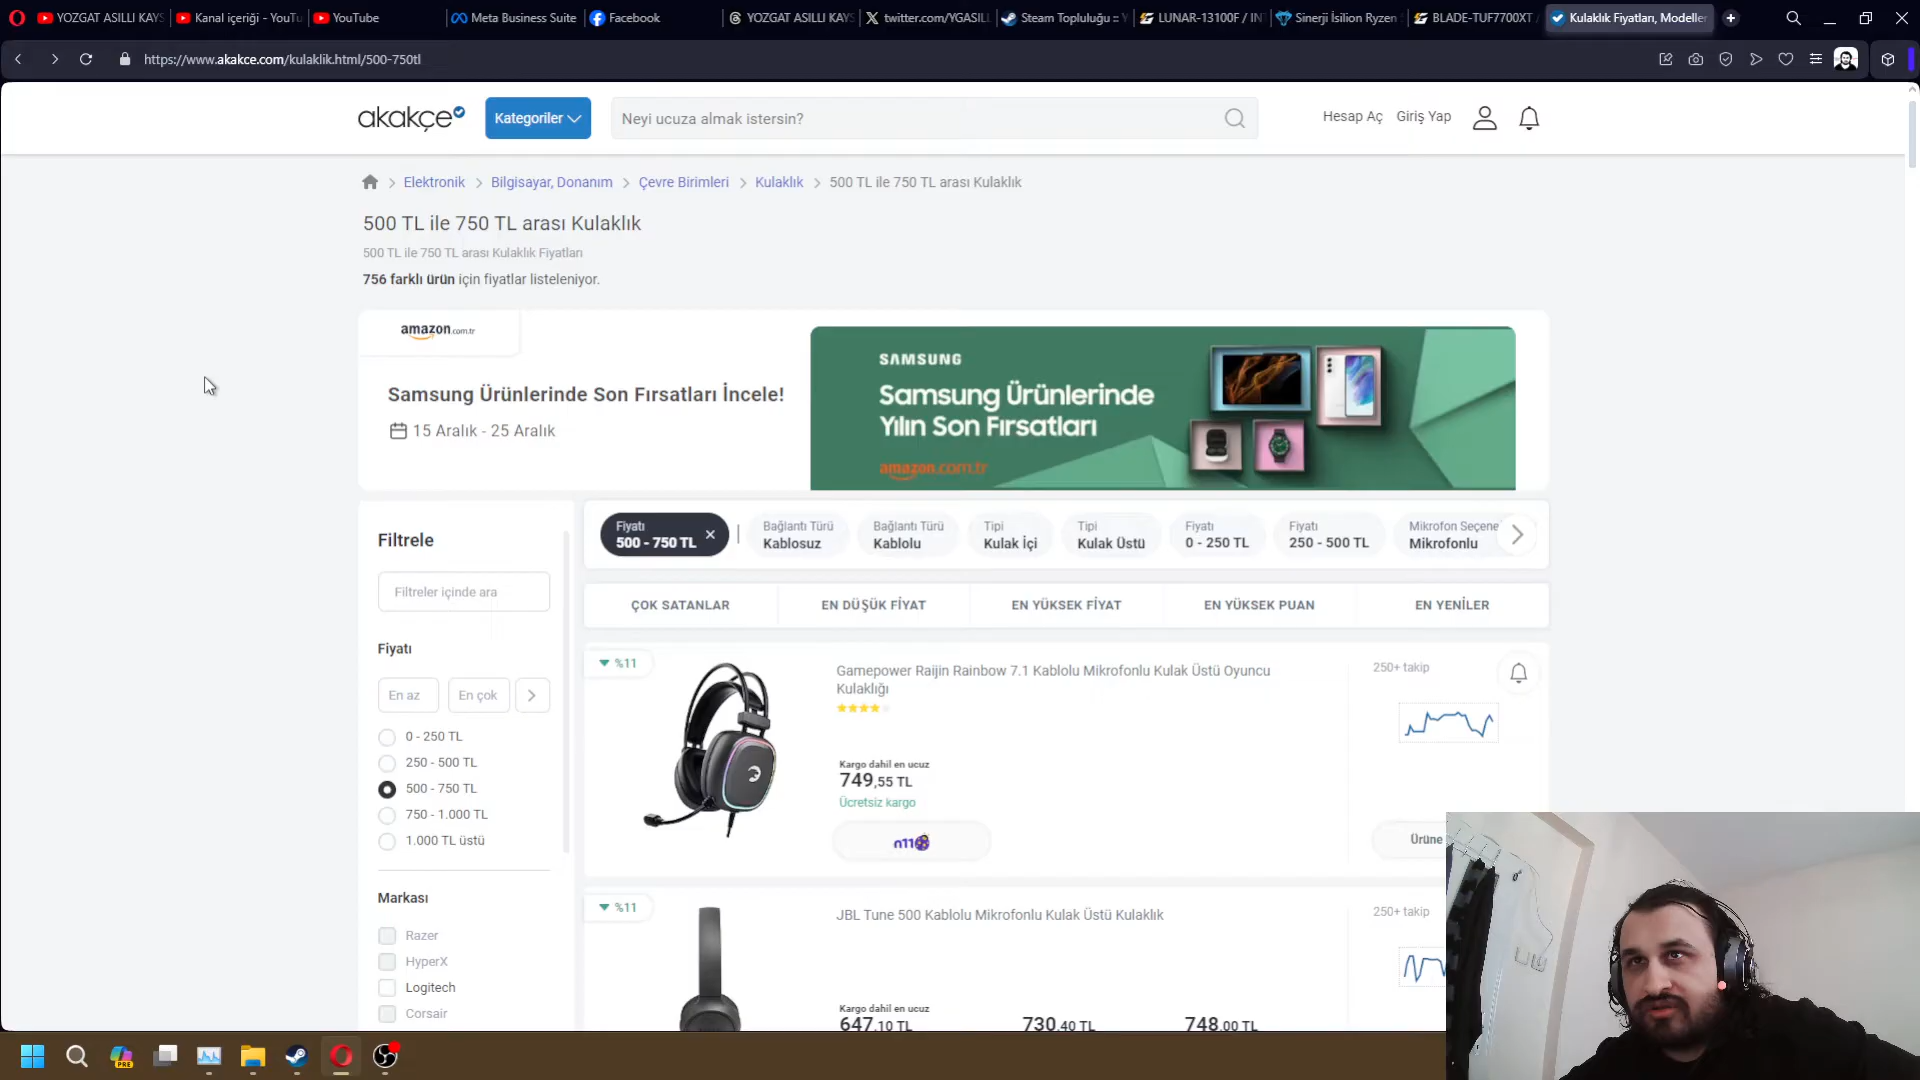 YOZGAT ASILLI KAYS
Kanal içeriği - YouTu
YouTube
Meta Business Suite
Facebook
YOZGAT ASILLI KAYS
twitter.com/YGASILL
Steam Topluluğu :: Y
LUNAR-13100F / IN
Sinerji İsilion Ryzen
BLADE-TUF7700XT /
Kulaklık Fiyatları, Modeller
https://www.akakce.com/kulaklik.html/500-750tl
akakçe
Kategoriler
Neyi ucuza almak istersin?
Hesap Aç
Giriş Yap
Elektronik
Bilgisayar, Donanım
Çevre Birimleri
Kulaklık
500 TL ile 750 TL arası Kulaklık
500 TL ile 750 TL arası Kulaklık
500 TL ile 750 TL arası Kulaklık Fiyatları
756 farklı ürün için fiyatlar listeleniyor.
amazon.com.tr
Samsung Ürünlerinde Son Fırsatları İncele!
15 Aralık - 25 Aralık
SAMSUNG
Samsung Ürünlerinde
Yılın Son Fırsatları
amazon.com.tr
Filtrele
Filtreler içinde ara
Fiyatı
En az
En çok
0 - 250 TL
250 - 500 TL
500 - 750 TL
750 - 1.000 TL
1.000 TL üstü
Markası
Razer
HyperX
Logitech
Corsair
Fiyatı
500 - 750 TL
Bağlantı Türü
Kablosuz
Bağlantı Türü
Kablolu
Tipi
Kulak İçi
Tipi
Kulak Üstü
Fiyatı
0 - 250 TL
Fiyatı
250 - 500 TL
Mikrofon Seçene
Mikrofonlu
ÇOK SATANLAR
EN DÜŞÜK FİYAT
EN YÜKSEK FİYAT
EN YÜKSEK PUAN
EN YENİLER
%11
Gamepower Raijin Rainbow 7.1 Kablolu Mikrofonlu Kulak Üstü Oyuncu
Kulaklığı
250+ takip
Kargo dahil en ucuz
749,55 TL
Ücretsiz kargo
n11
Ürüne
%11
JBL Tune 500 Kablolu Mikrofonlu Kulak Üstü Kulaklık
250+ takip
Kargo dahil en ucuz
647,10 TL
730,40 TL
748,00 TL
PRE